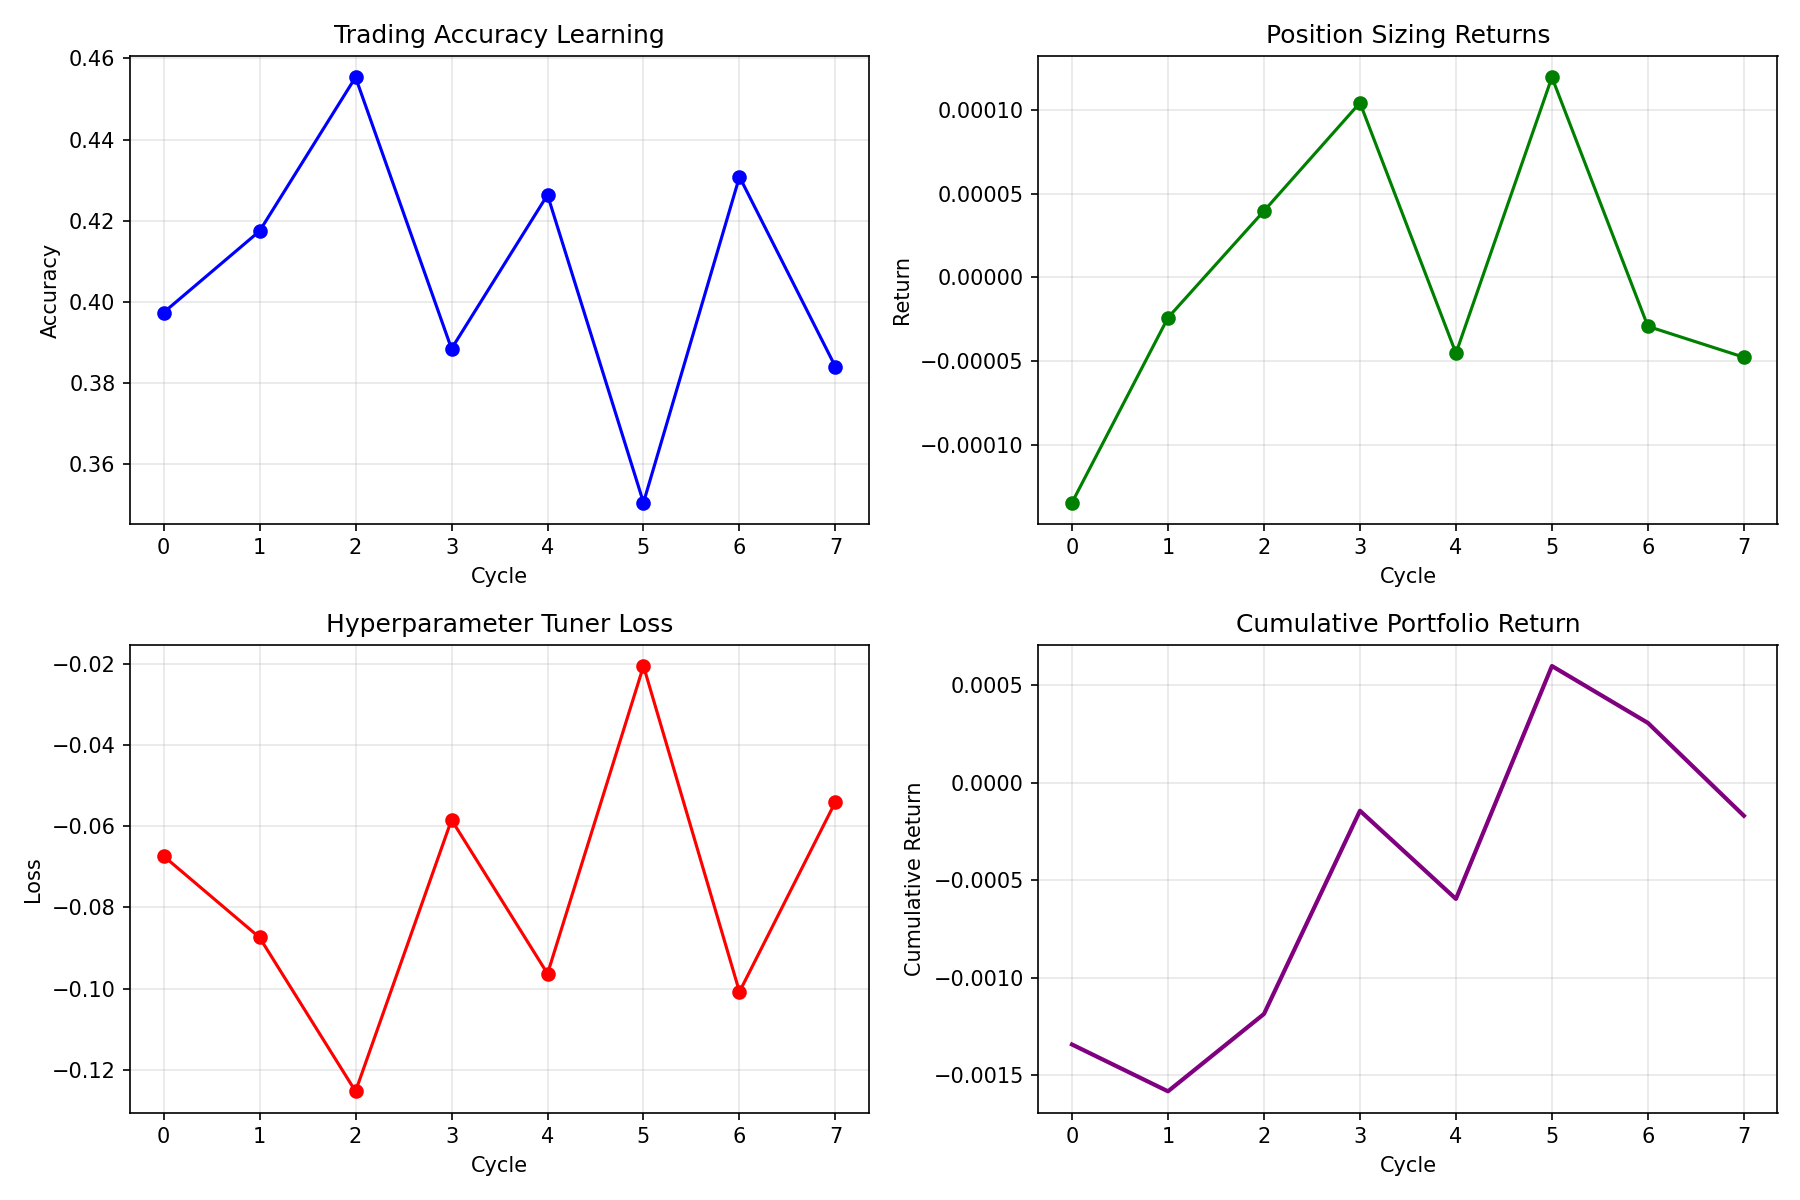 Trading Accuracy Learning
Accuracy
0.46
0.44
0.42
0.40
0.38
0.36
0 1 2 3 4 5 6 7
Cycle
Position Sizing Returns
Return
0.00010
0.00005
0.00000
−0.00005
−0.00010
0 1 2 3 4 5 6 7
Cycle
Hyperparameter Tuner Loss
Loss
−0.02
−0.04
−0.06
−0.08
−0.10
−0.12
0 1 2 3 4 5 6 7
Cycle
Cumulative Portfolio Return
Cumulative Return
0.0005
0.0000
−0.0005
−0.0010
−0.0015
0 1 2 3 4 5 6 7
Cycle